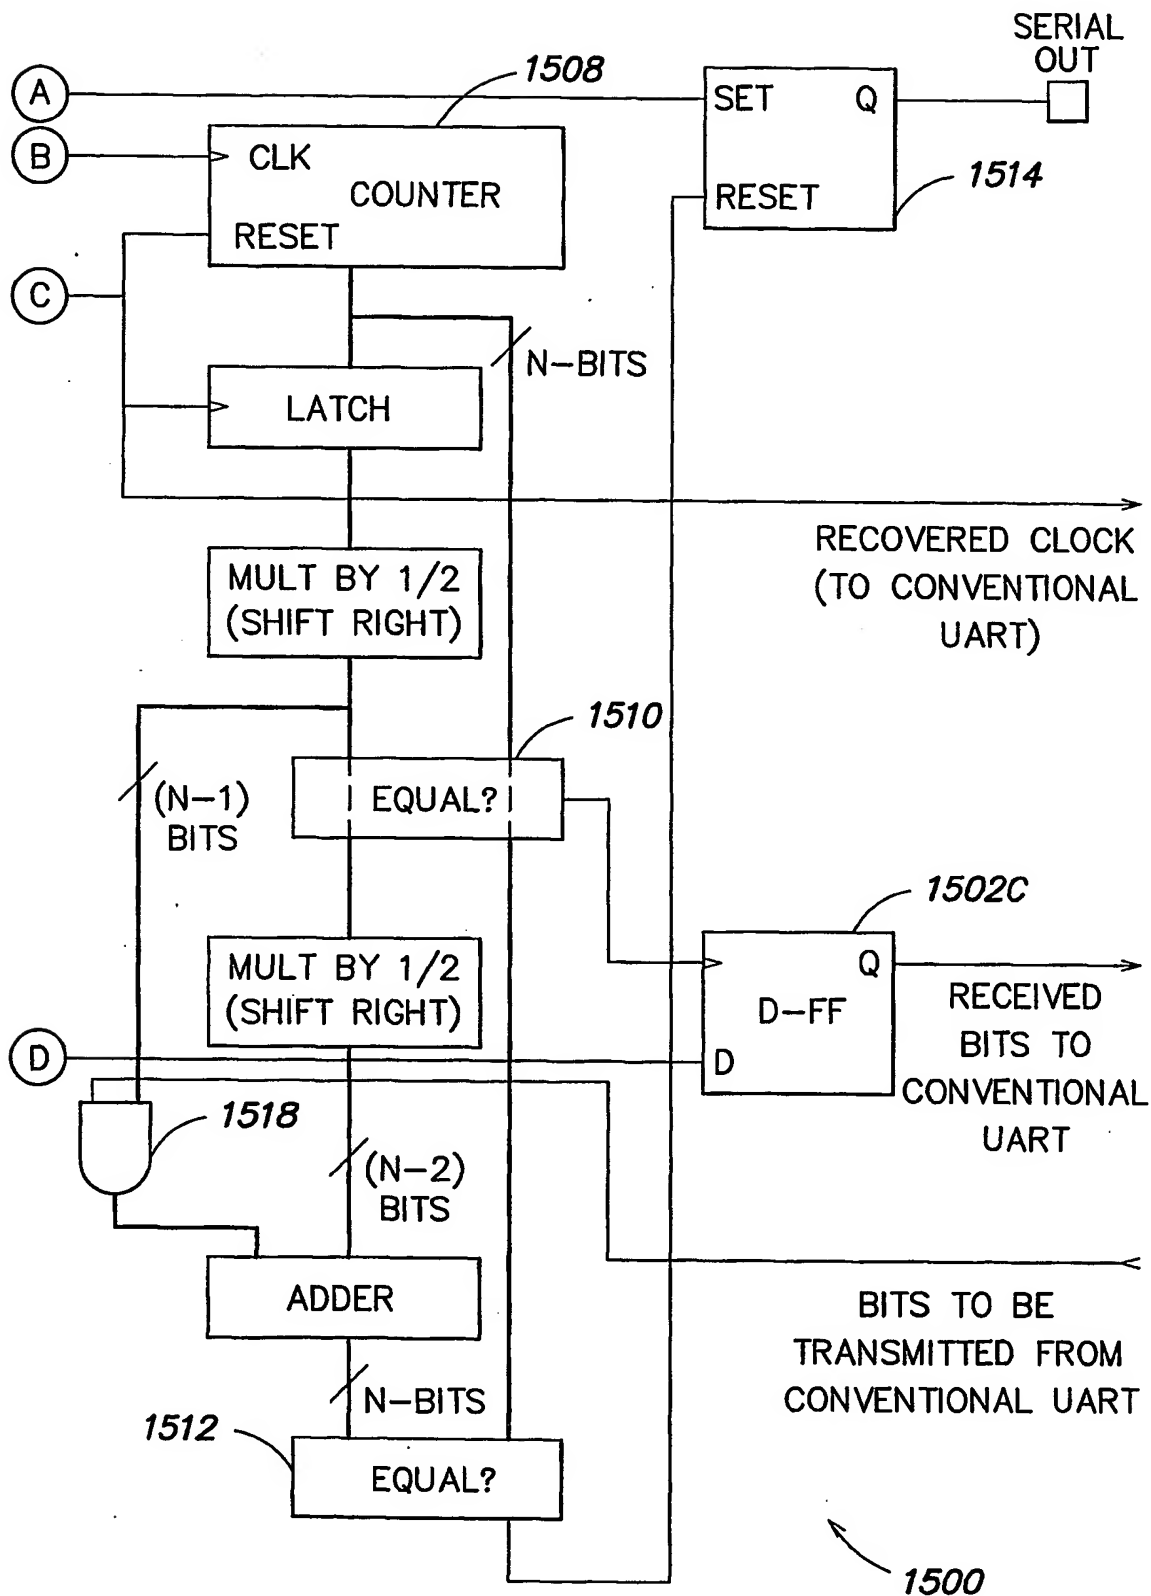 SERIAL
OUT
1508
A
SET
Q
B
CLK
COUNTER
1514
RESET
RESET
C
N-BITS
LATCH
RECOVERED CLOCK
(TO CONVENTIONAL
UART)
MULT BY 1/2
(SHIFT RIGHT)
1510
(N-1)
BITS
EQUAL?
1502C
MULT BY 1/2
(SHIFT RIGHT)
Q
D-FF
D
RECEIVED
BITS TO
CONVENTIONAL
UART
D
1518
(N-2)
BITS
ADDER
BITS TO BE
TRANSMITTED FROM
CONVENTIONAL UART
N-BITS
1512
EQUAL?
1500